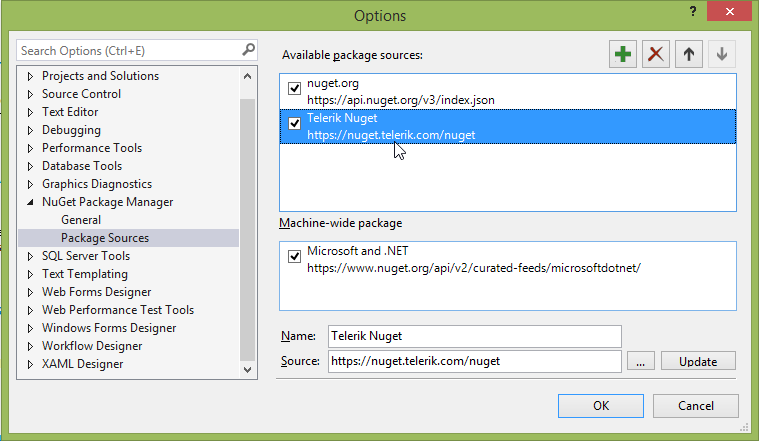 Options
?
Search Options (Ctrl+E)
Projects and Solutions
Source Control
Text Editor
Debugging
Performance Tools
Database Tools
Graphics Diagnostics
NuGet Package Manager
General
Package Sources
SQL Server Tools
Text Templating
Web Forms Designer
Web Performance Test Tools
Windows Forms Designer
Workflow Designer
XAML Designer
Available package sources:
nuget.org
https://api.nuget.org/v3/index.json
Telerik Nuget
https://nuget.telerik.com/nuget
Machine-wide package
Microsoft and .NET
https://www.nuget.org/api/v2/curated-feeds/microsoftdotnet/
Name: Telerik Nuget
Source: https://nuget.telerik.com/nuget ... Update
OK Cancel